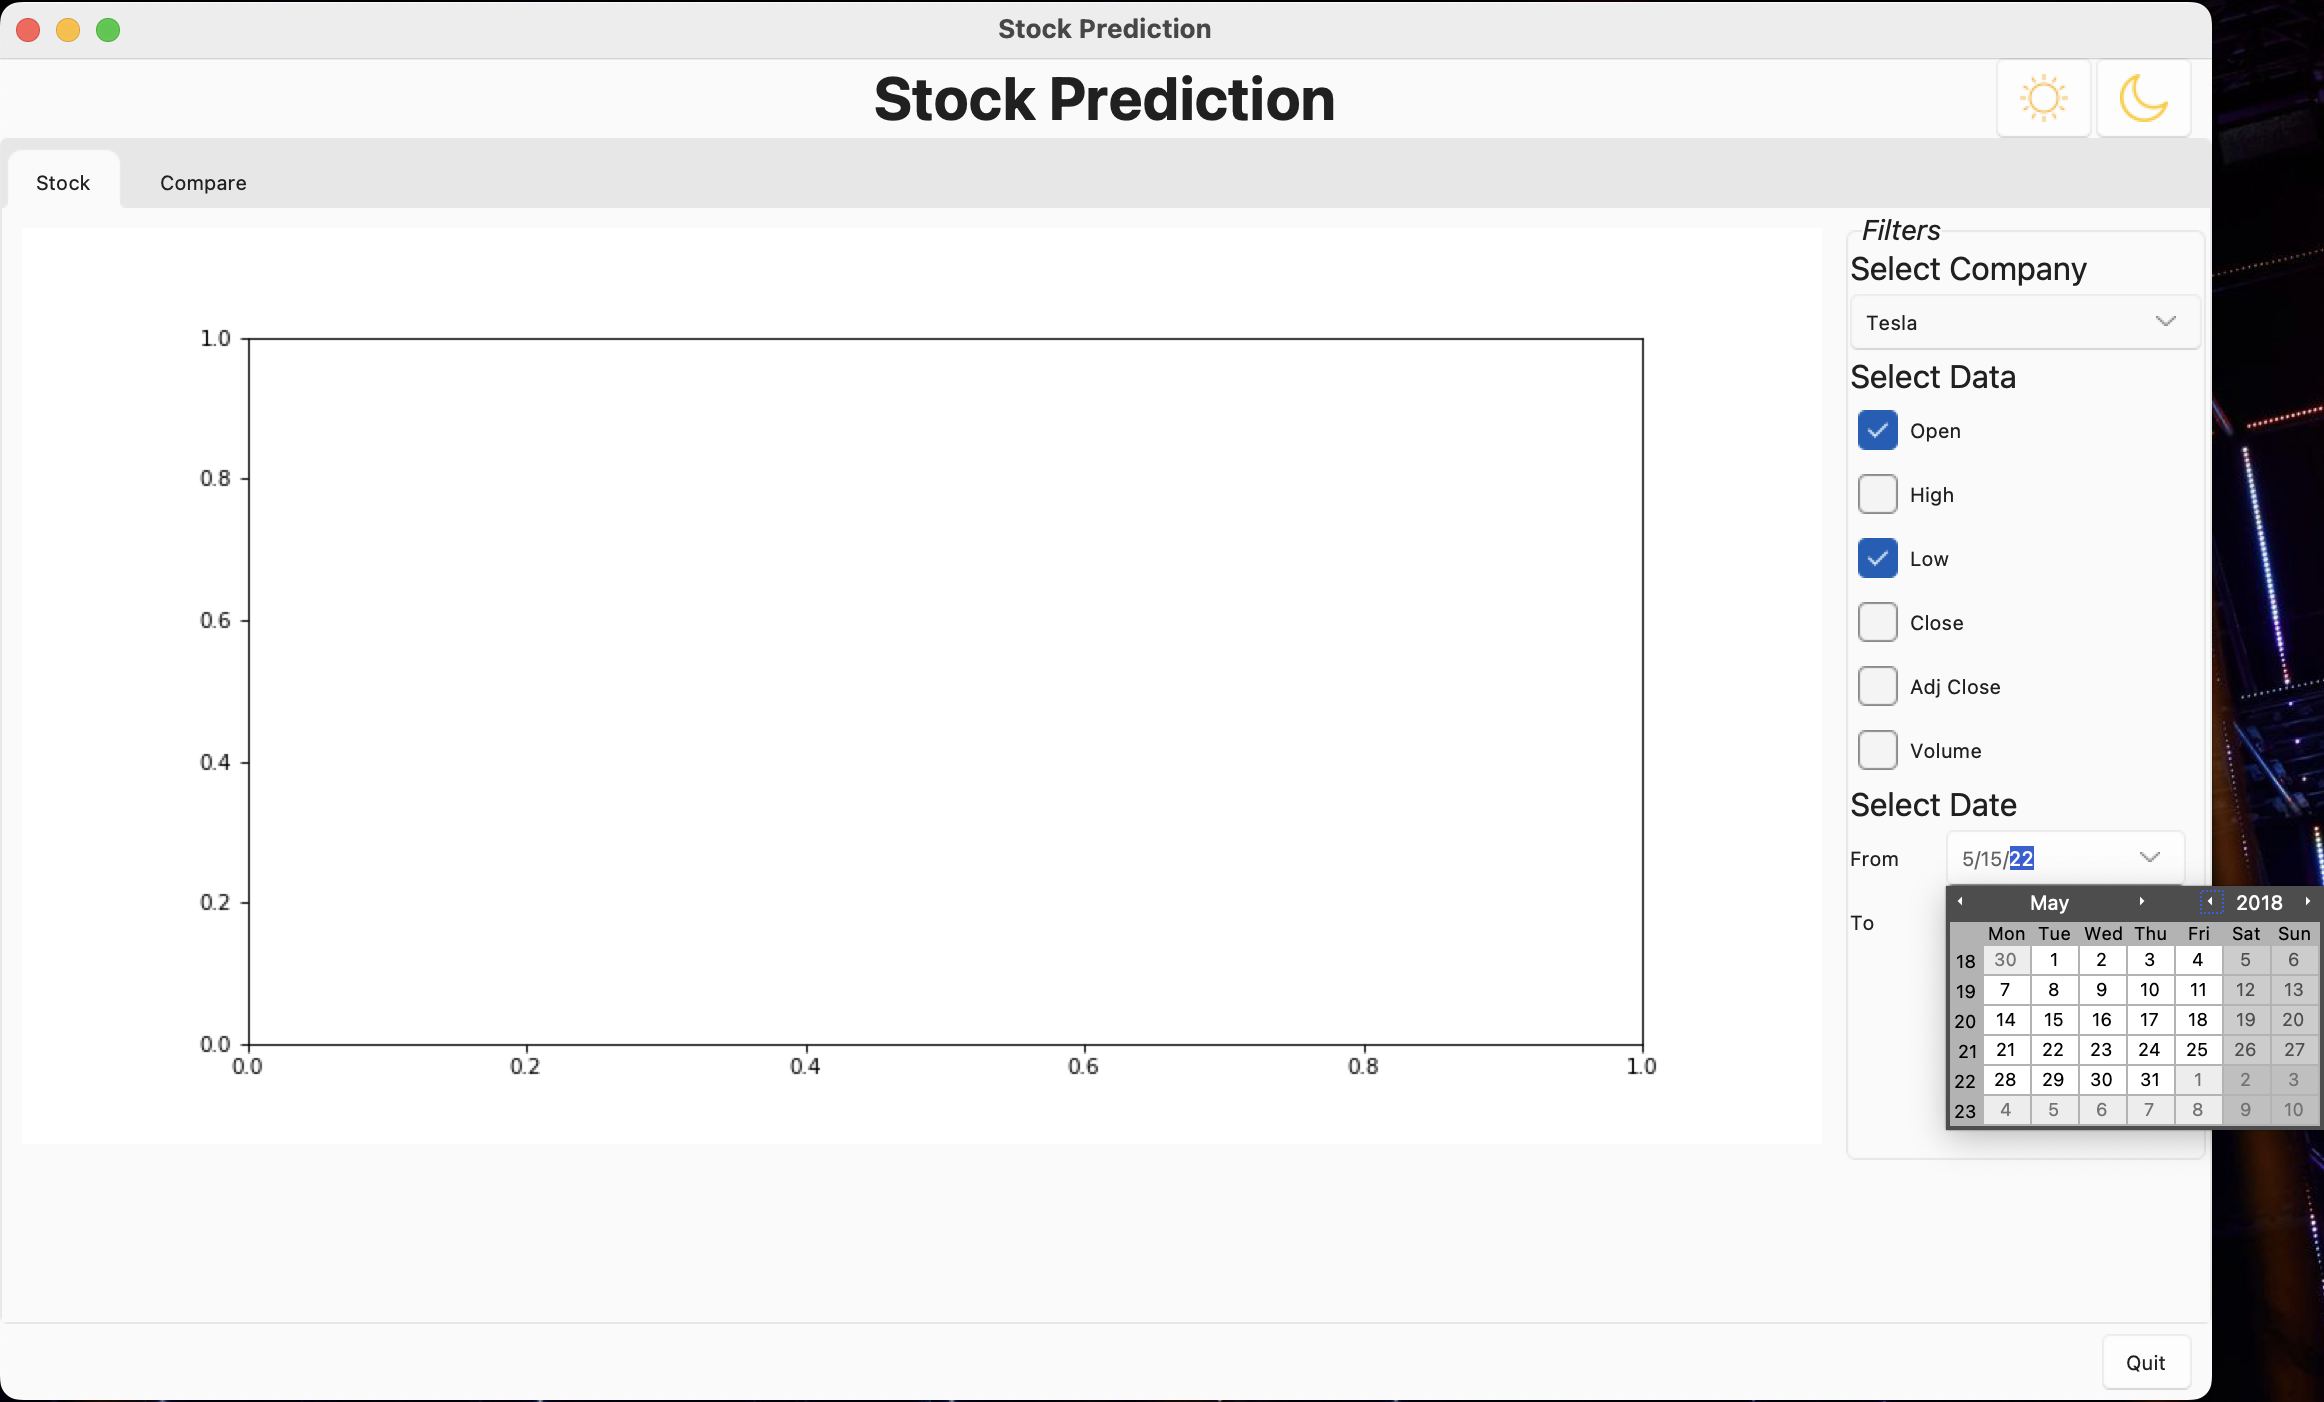 Stock Prediction
Stock Prediction
Stock Compare
Filters
Select Company
Tesla
Select Data
Open
High
Low
Close
Adj Close
Volume
Select Date
From 5/15/22
To
May 2018
Mon Tue Wed Thu Fri Sat Sun
18 30 1 2 3 4 5 6
19 7 8 9 10 11 12 13
20 14 15 16 17 18 19 20
21 21 22 23 24 25 26 27
22 28 29 30 31 1 2 3
23 4 5 6 7 8 9 10
1.0
0.8
0.6
0.4
0.2
0.0
0.0 0.2 0.4 0.6 0.8 1.0
Quit